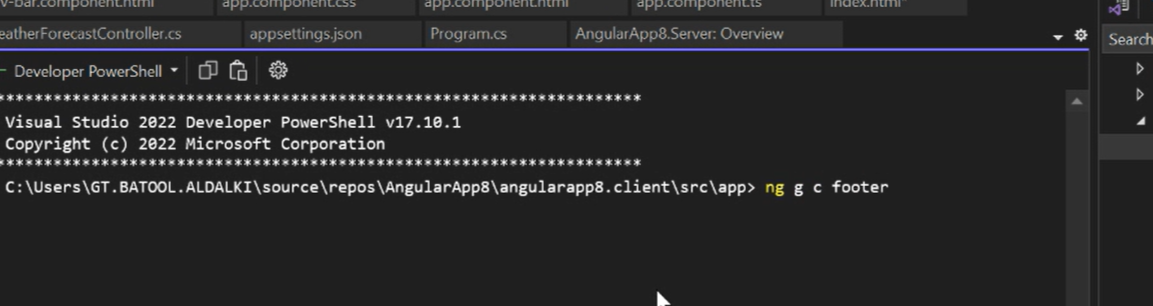 v-bar.component.html app.component.css app.component.html app.component.ts index.html*
eatherForecastController.cs appsettings.json Program.cs AngularApp8.Server: Overview
Search
Developer PowerShell
*********************************************************************
Visual Studio 2022 Developer PowerShell v17.10.1
Copyright (c) 2022 Microsoft Corporation
*********************************************************************
C:\Users\GT.BATOOL.ALDALKI\source\repos\AngularApp8\angularapp8.client\src\app> ng g c footer